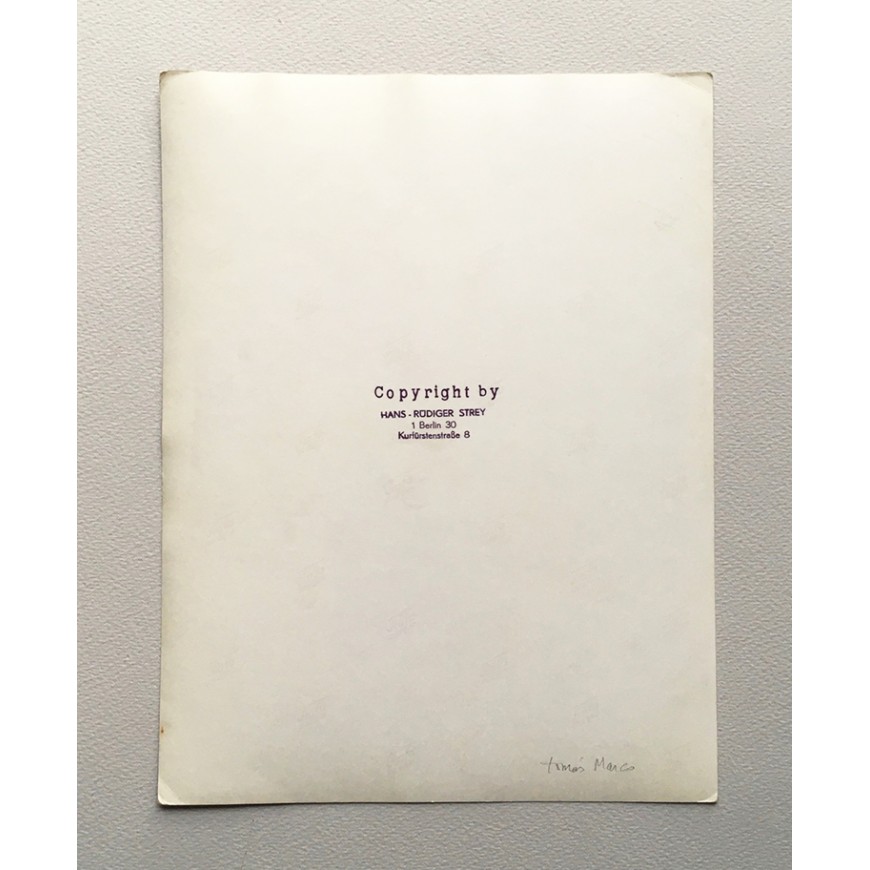 Copyright by
HANS-RÜDIGER STREY
1 Berlin 30
Kurfürstenstraße 8
tomás Marco